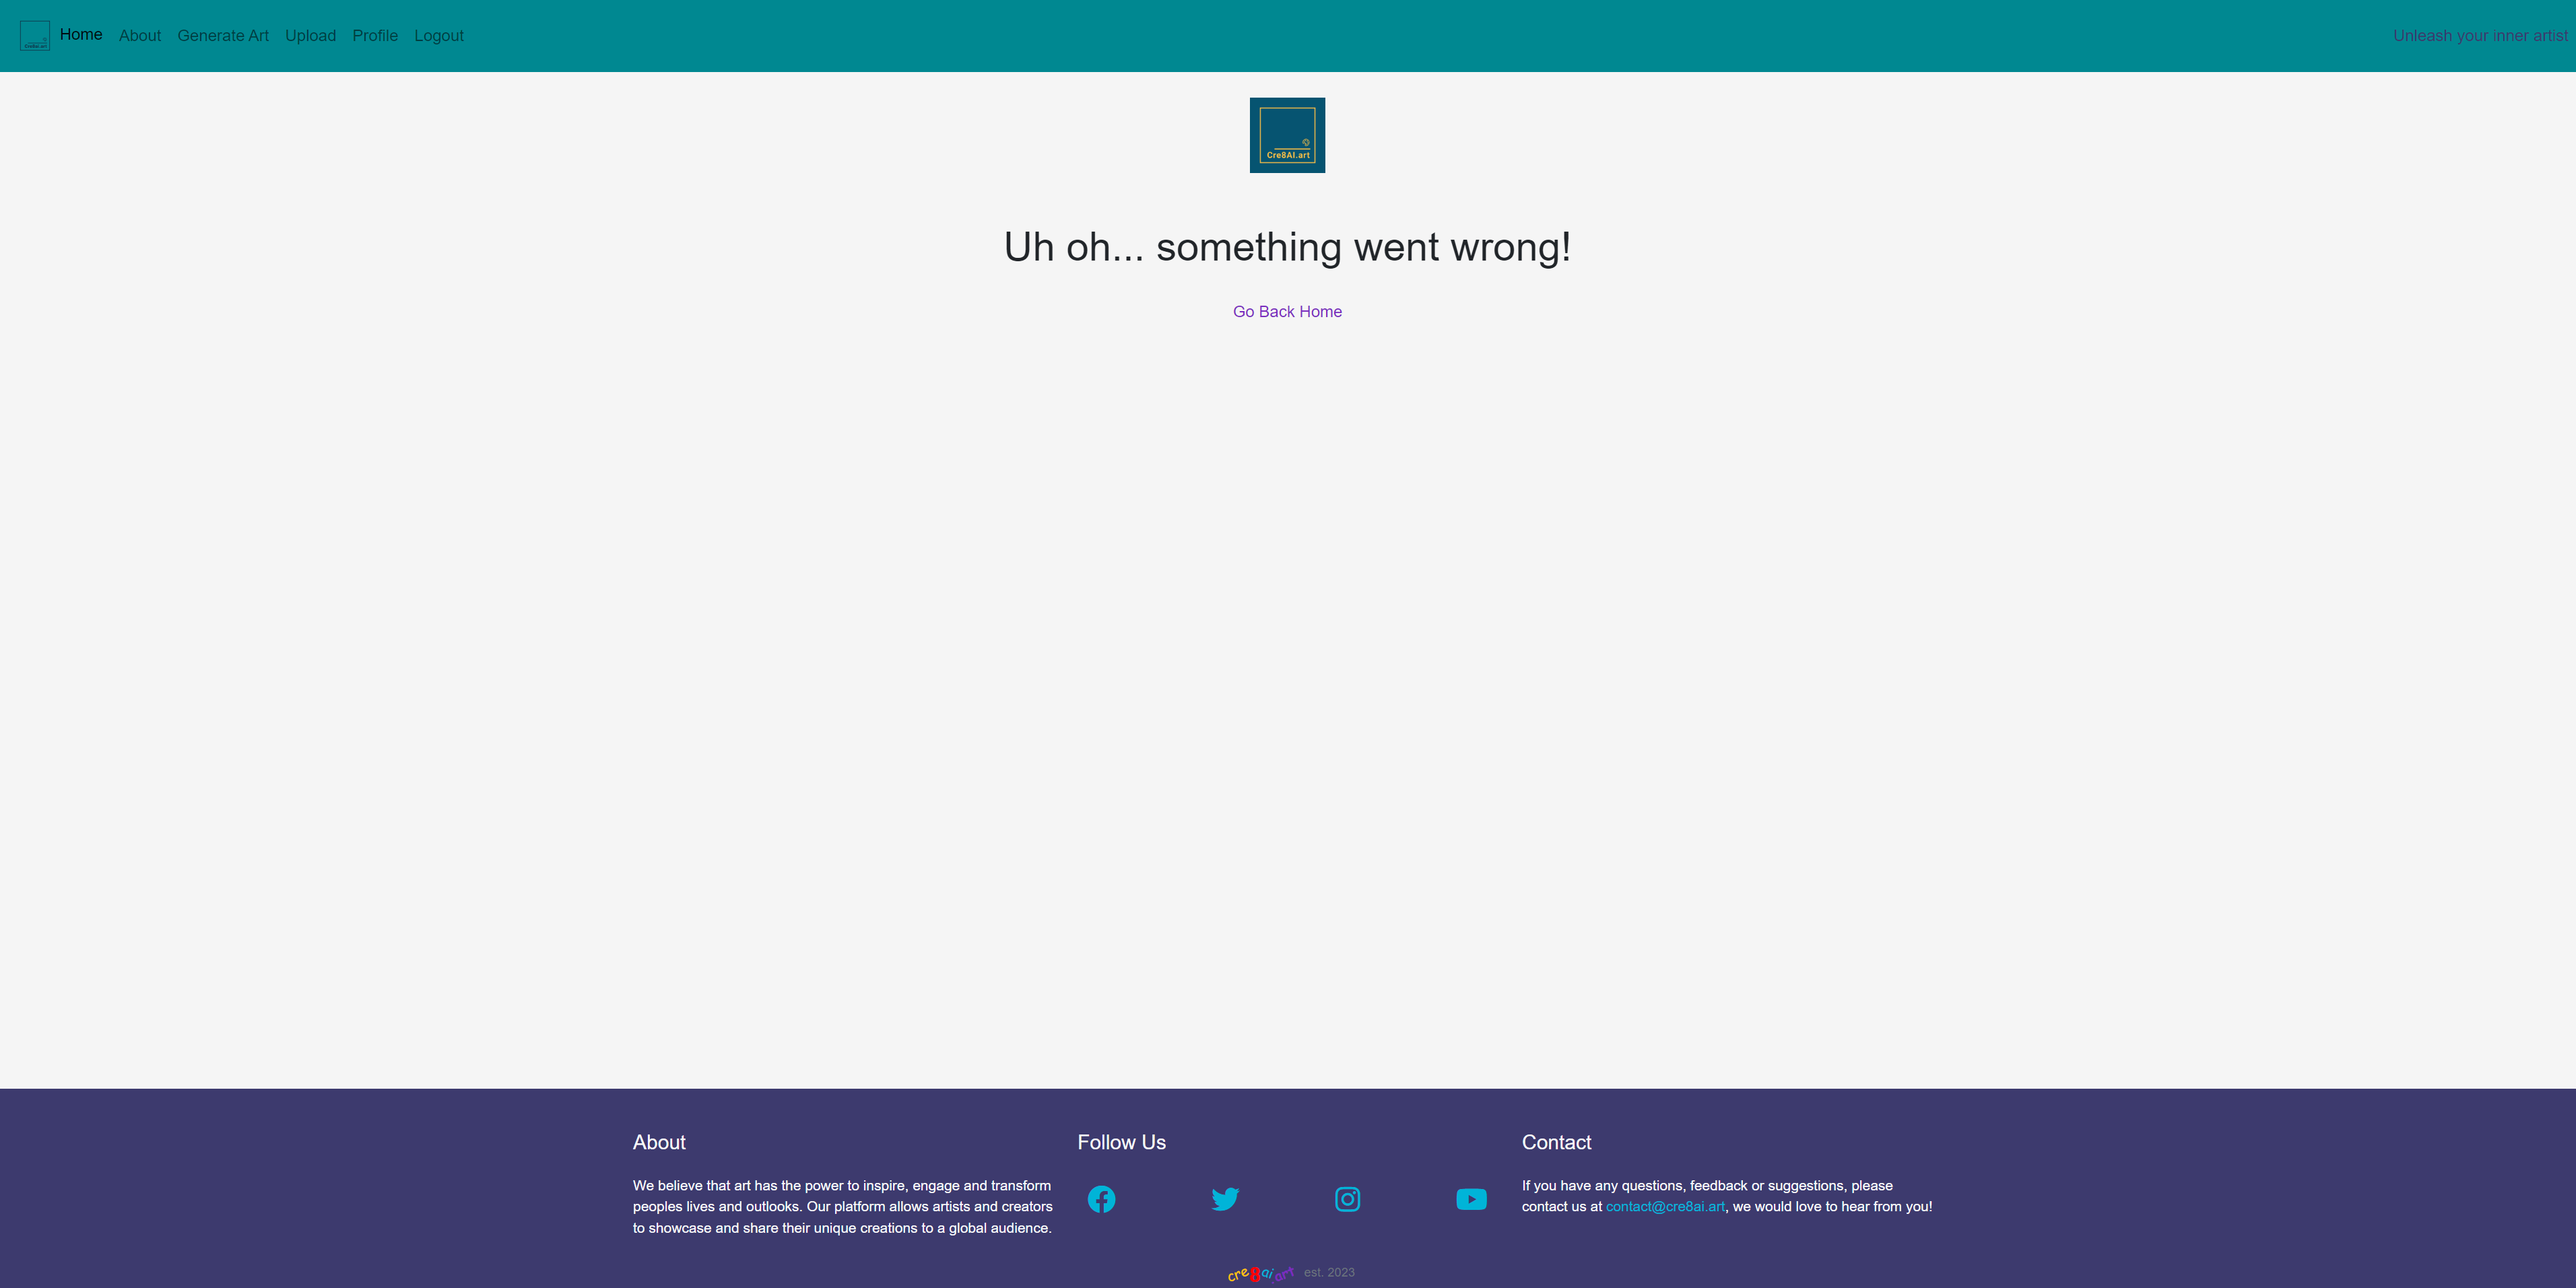 Cre8AI.art
Home About Generate Art Upload Profile Logout
Unleash your inner artist
Cre8AI.art
Uh oh... something went wrong!
Go Back Home
About
We believe that art has the power to inspire, engage and transform
peoples lives and outlooks. Our platform allows artists and creators
to showcase and share their unique creations to a global audience.
Follow Us
Contact
If you have any questions, feedback or suggestions, please
contact us at contact@cre8ai.art, we would love to hear from you!
cre8ai.art est. 2023